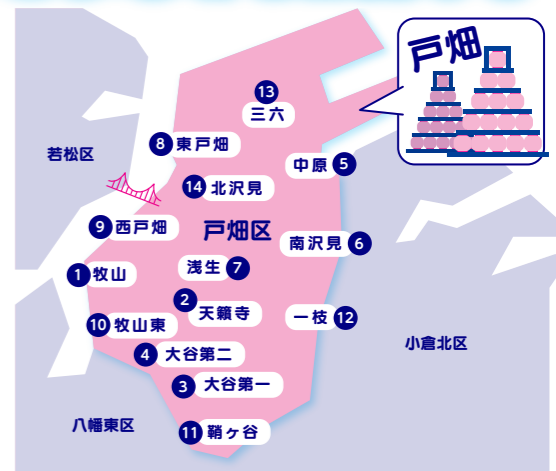 戸畑
13
三六
8 東戸畑
若松区
中原 5
14 北沢見
9 西戸畑
戸畑区
南沢見 6
浅生 7
1 牧山
2
天籟寺
一枝 12
10 牧山東
小倉北区
4 大谷第二
3 大谷第一
八幡東区
11 鞘ヶ谷